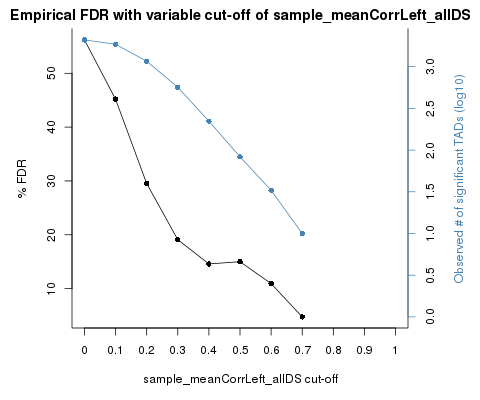 Empirical FDR with variable cut-off of sample_meanCorrLeft_allDS
% FDR
50
40
30
20
10
3.0
2.5
2.0
1.5
1.0
0.5
0.0
Observed # of significant TADs (log10)
0 0.1 0.2 0.3 0.4 0.5 0.6 0.7 0.8 0.9 1
sample_meanCorrLeft_allDS cut-off